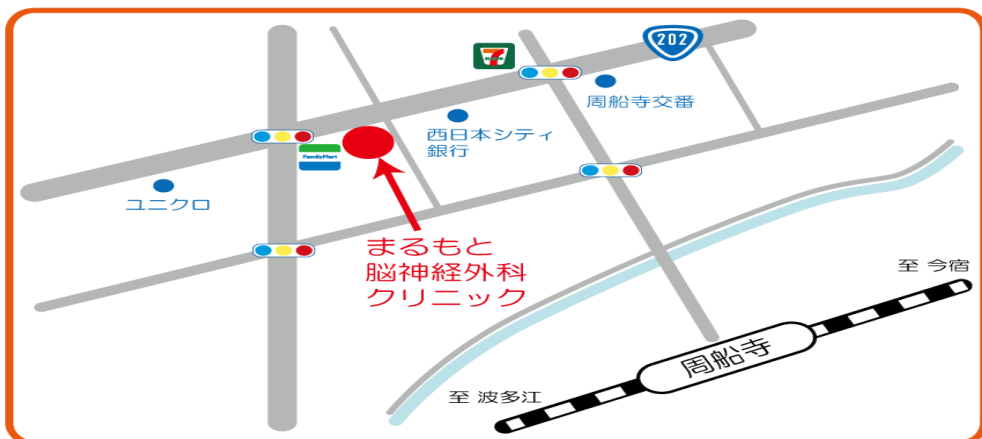 202
7
周船寺交番
西日本シティ
銀行
FamilyMart
ユニクロ
まるもと
脳神経外科
クリニック
至 今宿
周船寺
至 波多江